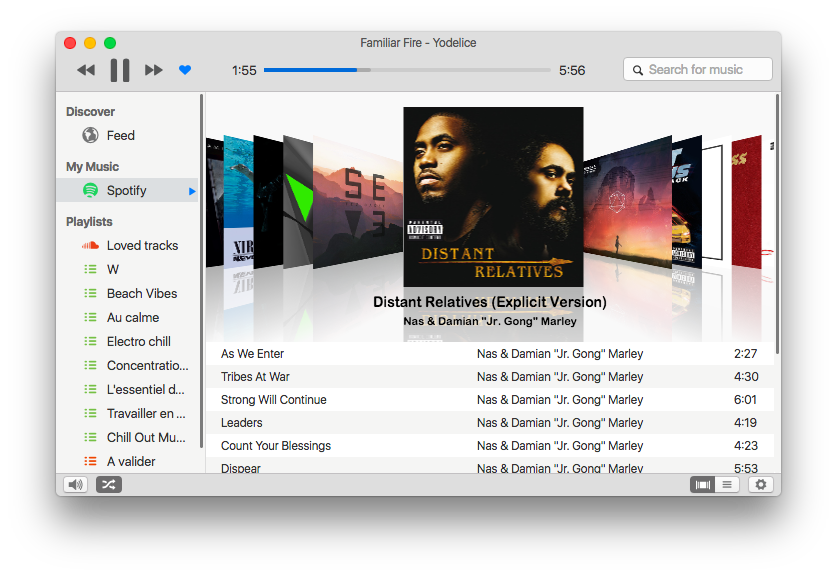 Familiar Fire - Yodelice
1:55
5:56
Search for music
Discover
Feed
My Music
Spotify
Playlists
Loved tracks
W
Beach Vibes
Au calme
Electro chill
Concentratio...
L'essentiel d...
Travailler en ...
Chill Out Mu...
A valider
PARENTAL
ADVISORY
DISTANT
RELATIVES
Distant Relatives (Explicit Version)
Nas & Damian "Jr. Gong" Marley
As We Enter Nas & Damian "Jr. Gong" Marley 2:27
Tribes At War Nas & Damian "Jr. Gong" Marley 4:30
Strong Will Continue Nas & Damian "Jr. Gong" Marley 6:01
Leaders Nas & Damian "Jr. Gong" Marley 4:19
Count Your Blessings Nas & Damian "Jr. Gong" Marley 4:23
Dispear Nas & Damian "Jr. Gong" Marley 5:53